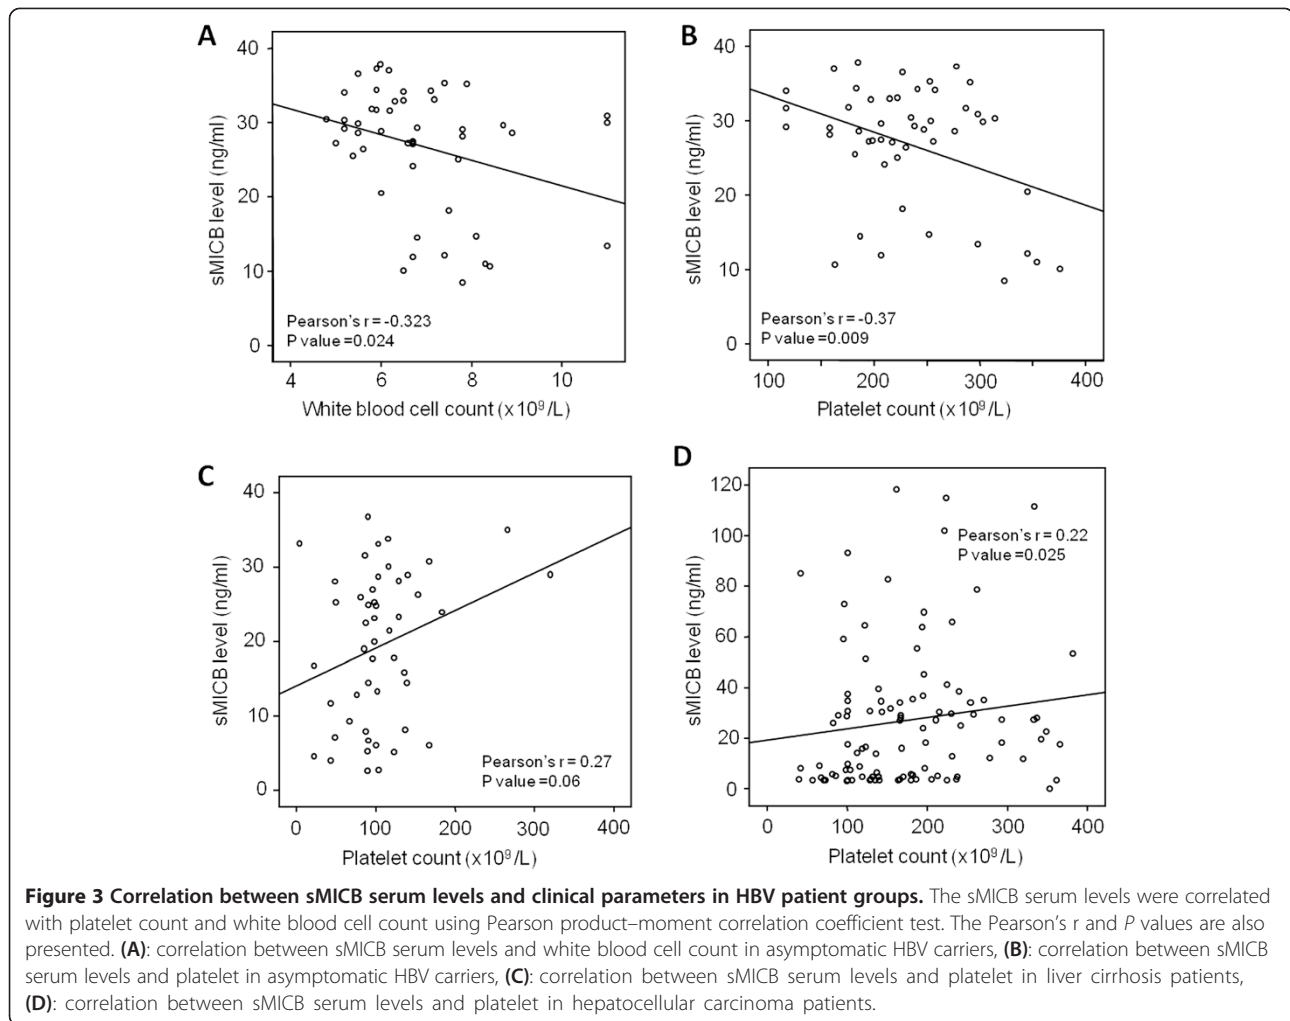 A
40
30
20
10
0
sMICB level (ng/ml)
Pearson's r = -0.323
P value =0.024
4 6 8 10
White blood cell count (x10⁹/L)
B
40
30
20
10
0
sMICB level (ng/ml)
Pearson's r = -0.37
P value =0.009
100 200 300 400
Platelet count (x10⁹/L)
C
40
30
20
10
0
sMICB level (ng/ml)
Pearson's r = 0.27
P value =0.06
0 100 200 300 400
Platelet count (x10⁹/L)
D
120
100
80
60
40
20
0
sMICB level (ng/ml)
Pearson's r = 0.22
P value =0.025
0 100 200 300 400
Platelet count (x10⁹/L)
Figure 3 Correlation between sMICB serum levels and clinical parameters in HBV patient groups. The sMICB serum levels were correlated
with platelet count and white blood cell count using Pearson product–moment correlation coefficient test. The Pearson's r and P values are also
presented. (A): correlation between sMICB serum levels and white blood cell count in asymptomatic HBV carriers, (B): correlation between sMICB
serum levels and platelet in asymptomatic HBV carriers, (C): correlation between sMICB serum levels and platelet in liver cirrhosis patients,
(D): correlation between sMICB serum levels and platelet in hepatocellular carcinoma patients.